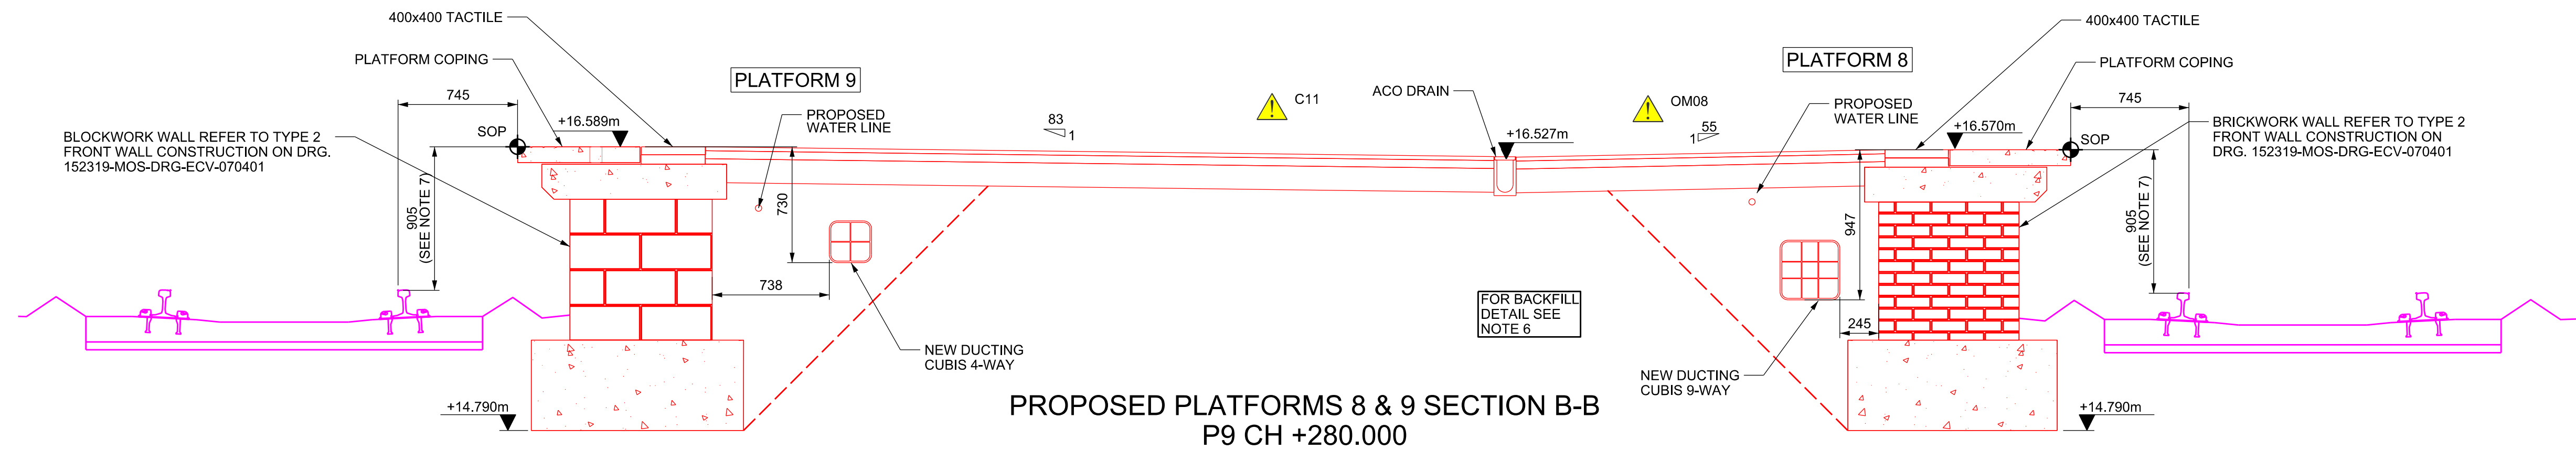 400x400 TACTILE
PLATFORM COPING
745
SOP
+16.589m
PLATFORM 9
PROPOSED
WATER LINE
BLOCKWORK WALL REFER TO TYPE 2
FRONT WALL CONSTRUCTION ON DRG.
152319-MOS-DRG-ECV-070401
905
(SEE NOTE 7)
730
738
NEW DUCTING
CUBIS 4-WAY
+14.790m
83
1
C11
ACO DRAIN
+16.527m
OM08
55
1
PLATFORM 8
PROPOSED
WATER LINE
400x400 TACTILE
PLATFORM COPING
745
+16.570m
SOP
BRICKWORK WALL REFER TO TYPE 2
FRONT WALL CONSTRUCTION ON
DRG. 152319-MOS-DRG-ECV-070401
947
905
(SEE NOTE 7)
245
FOR BACKFILL
DETAIL SEE
NOTE 6
NEW DUCTING
CUBIS 9-WAY
+14.790m
PROPOSED PLATFORMS 8 & 9 SECTION B-B
P9 CH +280.000